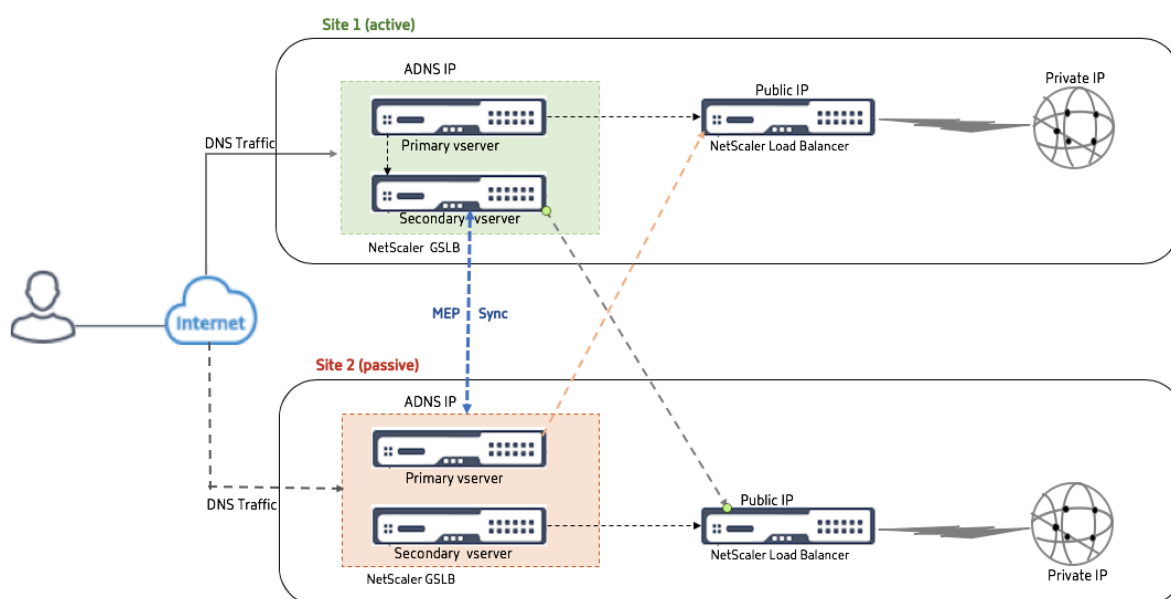 Site 1 (active)
ADNS IP
Primary vserver
Secondary vserver
NetScaler GSLB
Public IP
NetScaler Load Balancer
Private IP
DNS Traffic
Internet
MEP Sync
Site 2 (passive)
ADNS IP
Primary vserver
Secondary vserver
NetScaler GSLB
DNS Traffic
Public IP
NetScaler Load Balancer
Private IP